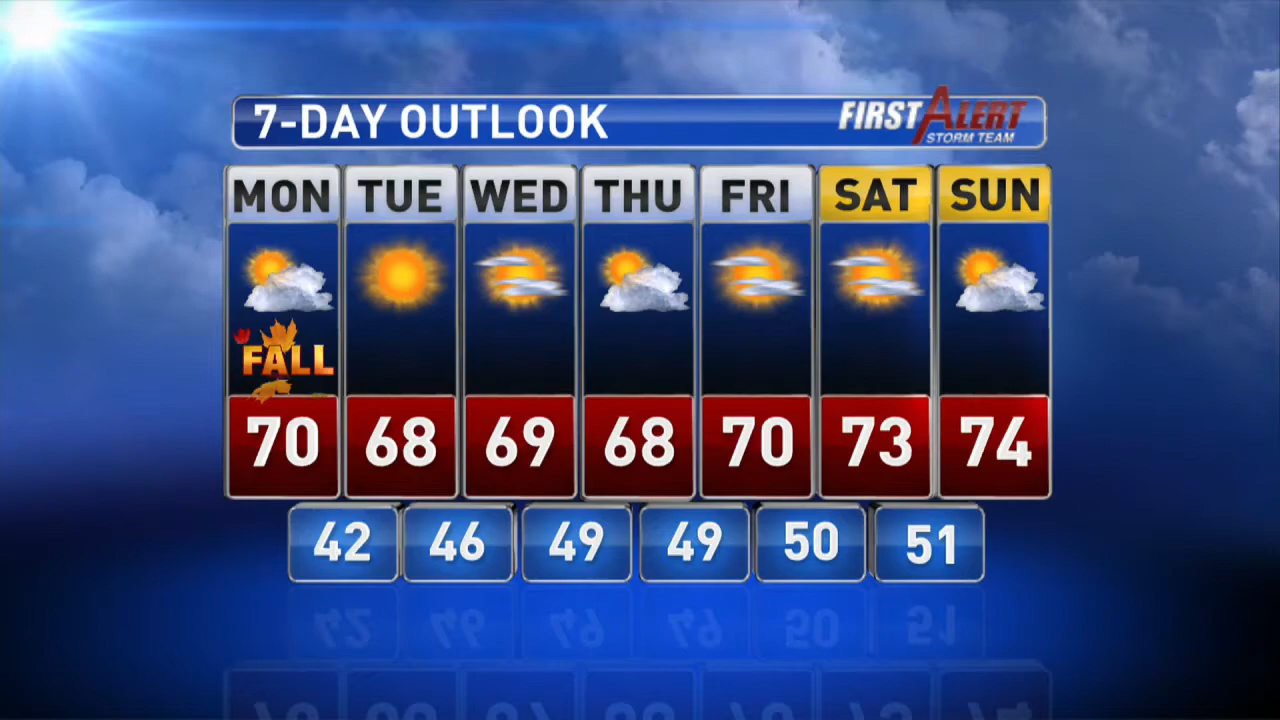 7-DAY OUTLOOK
FIRST ALERT
STORM TEAM
MON TUE WED THU FRI SAT SUN
FALL
70 68 69 68 70 73 74
42 46 49 49 50 51